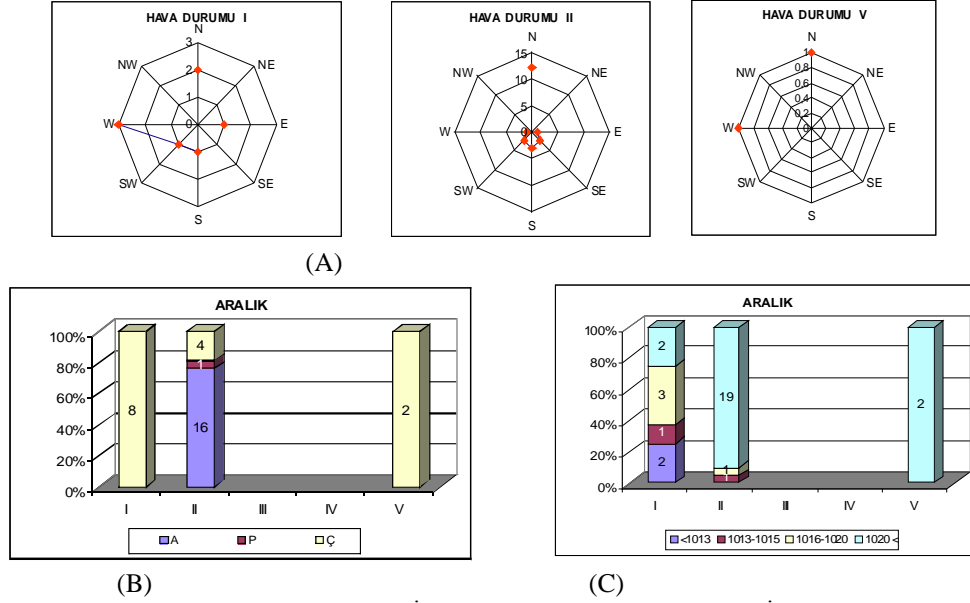 HAVA DURUMU I
N
3
NW
NE
2
1
W
0
E
SW
SE
S
HAVA DURUMU II
N
15
NW
NE
10
5
W
0
E
SW
SE
S
HAVA DURUMU V
N
1
0.8
NW
NE
0.6
0.4
0.2
W
0
E
SW
SE
S
(A)
ARALIK
100%
80%
60%
40%
20%
0%
8
4
1
16
2
I II III IV V
A P Ç
ARALIK
100%
80%
60%
40%
20%
0%
2
3
1
2
19
1
1
2
I II III IV V
<1013 1013-1015 1016-1020 1020<
(B) (C)